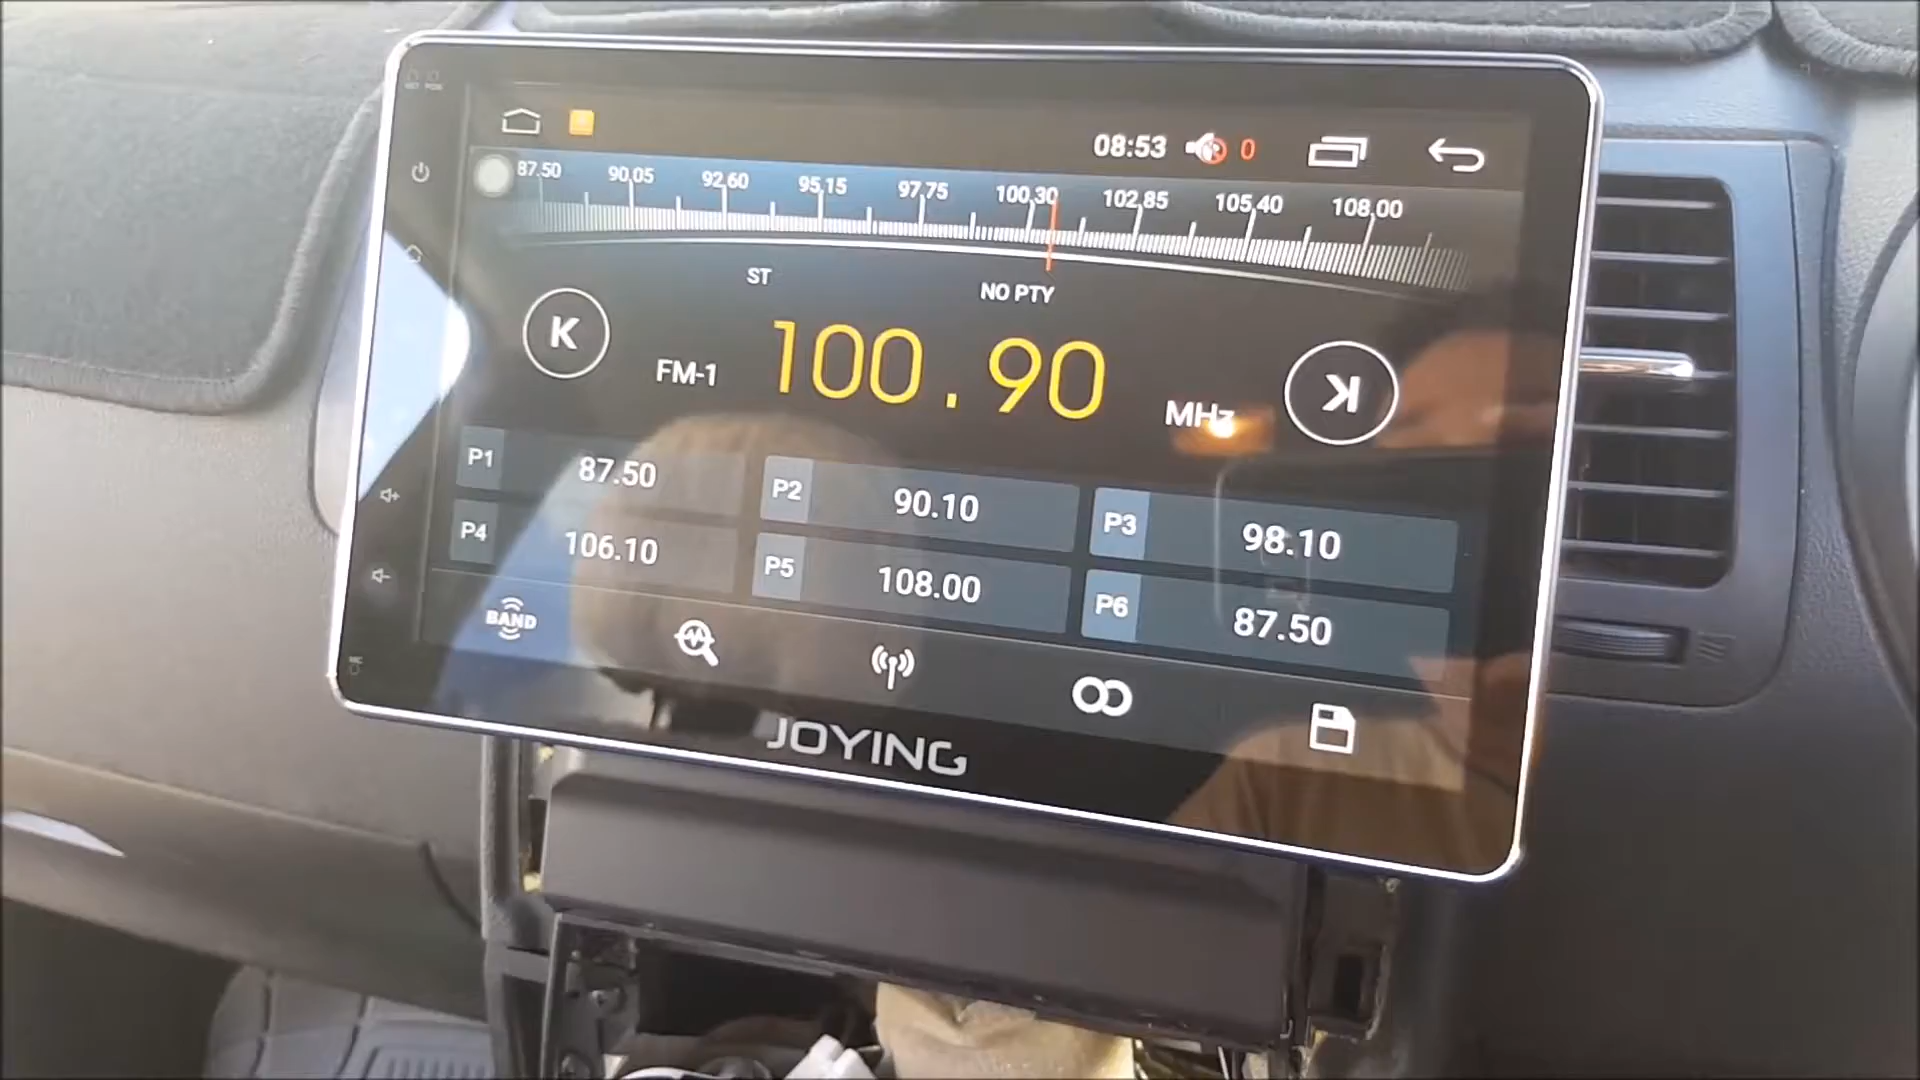 08:53 0
87.50 90.05 92.60 95.15 97.75 100.30 102.85 105.40 108.00
ST NO PTY
FM-1 100.90 MHz
P1 87.50 P2 90.10 P3 98.10
P4 106.10 P5 108.00 P6 87.50
BAND
MIC
JOYING